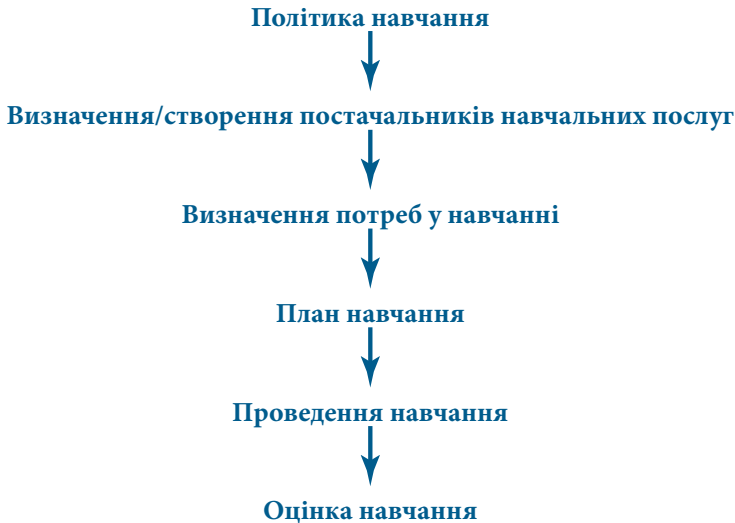 Політика навчання
Визначення/створення постачальників навчальних послуг
Визначення потреб у навчанні
План навчання
Проведення навчання
Оцінка навчання